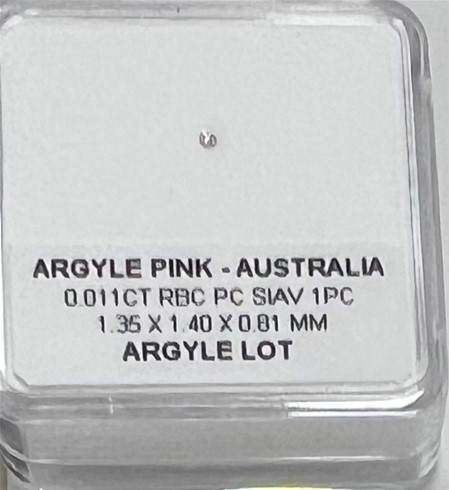 ARGYLE PINK - AUSTRALIA
0.011CT RBC PC SIAV 1PC
1.35 X 1.40 X 0.81 MM
ARGYLE LOT